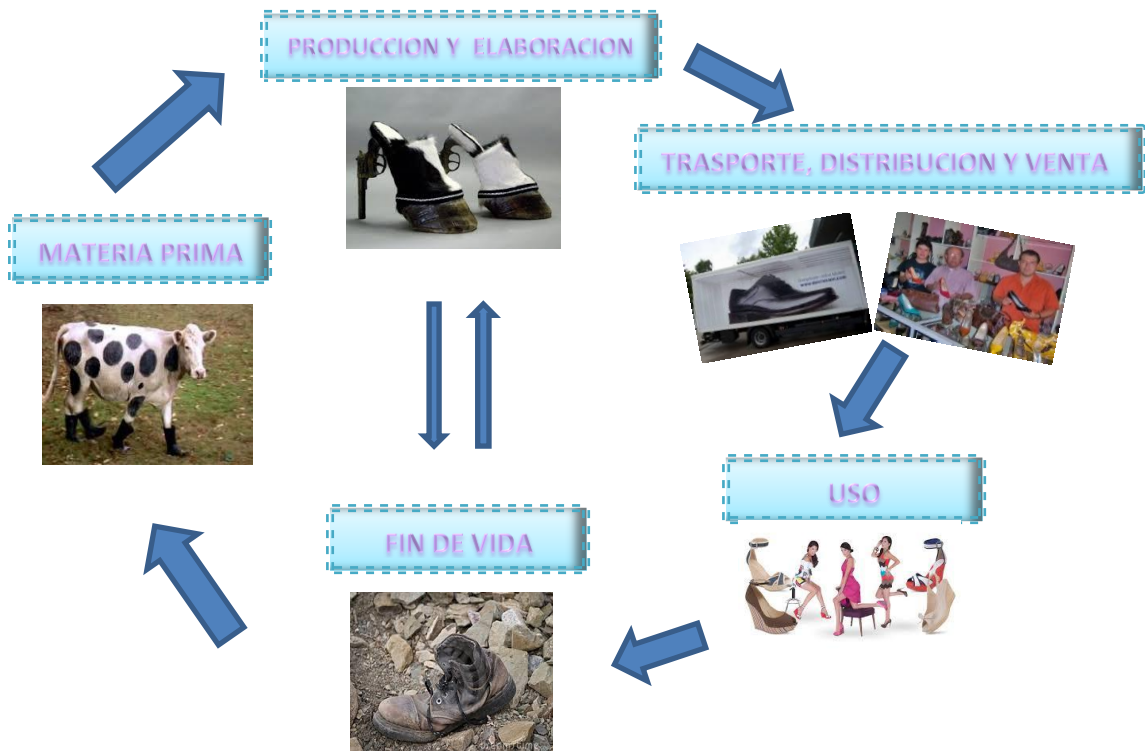 PRODUCCION Y ELABORACION
TRASPORTE, DISTRIBUCION Y VENTA
MATERIA PRIMA
USO
FIN DE VIDA